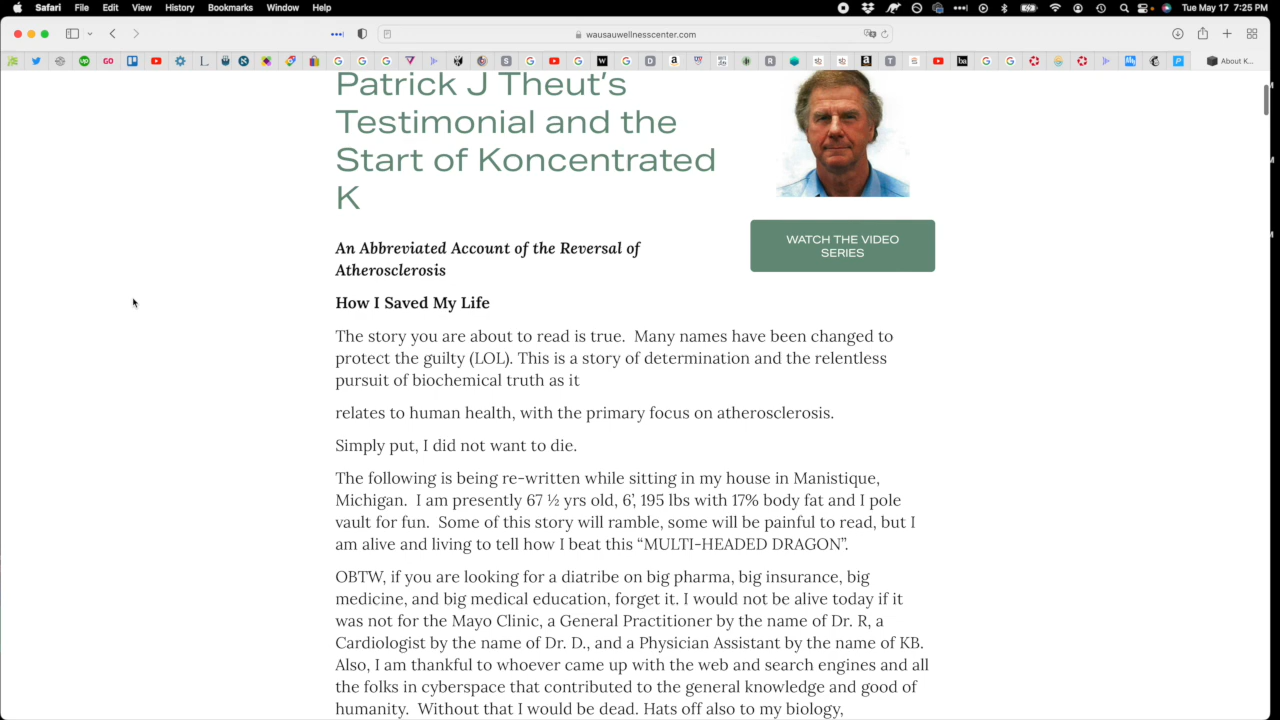 Safari File Edit View History Bookmarks Window Help
Tue May 17 7:25 PM
wausauwellnesscenter.com
About K...
Patrick J Theut's
Testimonial and the
Start of Koncentrated
K
WATCH THE VIDEO
SERIES
An Abbreviated Account of the Reversal of
Atherosclerosis
How I Saved My Life
The story you are about to read is true.  Many names have been changed to
protect the guilty (LOL). This is a story of determination and the relentless
pursuit of biochemical truth as it
relates to human health, with the primary focus on atherosclerosis.
Simply put, I did not want to die.
The following is being re-written while sitting in my house in Manistique,
Michigan.  I am presently 67 ½ yrs old, 6', 195 lbs with 17% body fat and I pole
vault for fun.  Some of this story will ramble, some will be painful to read, but I
am alive and living to tell how I beat this “MULTI-HEADED DRAGON”.
OBTW, if you are looking for a diatribe on big pharma, big insurance, big
medicine, and big medical education, forget it. I would not be alive today if it
was not for the Mayo Clinic, a General Practitioner by the name of Dr. R, a
Cardiologist by the name of Dr. D., and a Physician Assistant by the name of KB.
Also, I am thankful to whoever came up with the web and search engines and all
the folks in cyberspace that contributed to the general knowledge and good of
humanity.  Without that I would be dead. Hats off also to my biology,